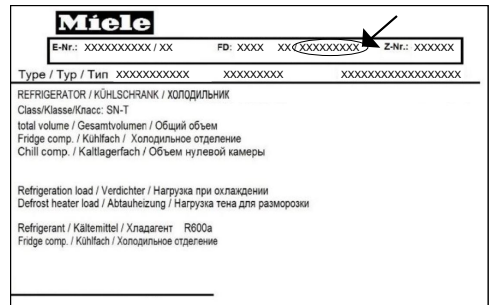 Miele
E-Nr.: XXXXXXXXXX / XX FD: XXXX XX XXXXXXXXX Z-Nr.: XXXXXX
Type / Typ / Тип XXXXXXXXXXX XXXXXXXXX XXXXXXXXXXXXXXXXXX
REFRIGERATOR / KÜHLSCHRANK / ХОЛОДИЛЬНИК
Class/Klasse/Класс: SN-T
total volume / Gesamtvolumen / Общий объем
Fridge comp. / Kühlfach / Холодильное отделение
Chill comp. / Kaltlagerfach / Объем нулевой камеры
Refrigeration load / Verdichter / Нагрузка при охлаждении
Defrost heater load / Abtauheizung / Нагрузка тена для разморозки
Refrigerant / Kältemittel / Хладагент R600a
Fridge comp. / Kühlfach / Холодильное отделение